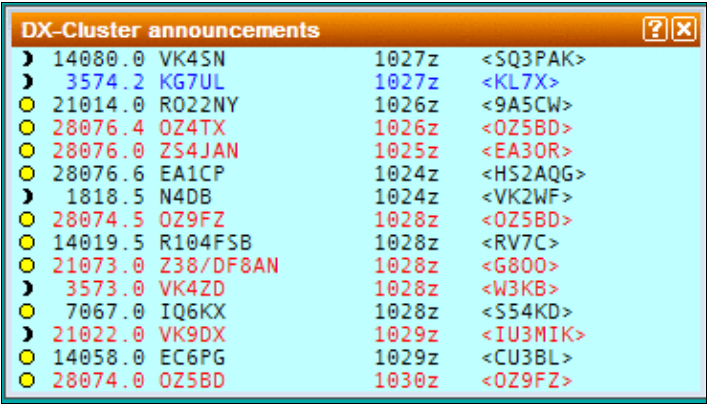 DX-Cluster announcements
14080.0 VK4SN 1027z <SQ3PAK>
3574.2 KG7UL 1027z <KL7X>
21014.0 RO22NY 1026z <9A5CW>
28076.4 OZ4TX 1026z <OZ5BD>
28076.0 ZS4JAN 1025z <EA3OR>
28076.6 EA1CP 1024z <HS2AQG>
1818.5 N4DB 1024z <VK2WF>
28074.5 OZ9FZ 1028z <OZ5BD>
14019.5 R104FSB 1028z <RV7C>
21073.0 Z38/DF8AN 1028z <G8OO>
3573.0 VK4ZD 1028z <W3KB>
7067.0 IQ6KX 1028z <S54KD>
21022.0 VK9DX 1029z <IU3MIK>
14058.0 EC6PG 1029z <CU3BL>
28074.0 OZ5BD 1030z <OZ9FZ>